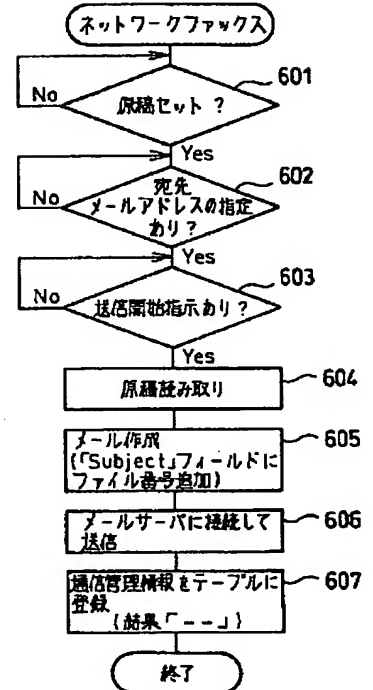 ネットワークファックス
601
原稿セット？
No
Yes
602
宛先
メールアドレスの指定
あり？
No
Yes
603
送信開始指示あり？
No
Yes
原稿読み取り
604
メール作成
(「Subject」フィールドに
ファイル番号追加)
605
メールサーバに接続して
送信
606
通信管理情報をテーブルに
登録
(結果「－－」)
607
終了